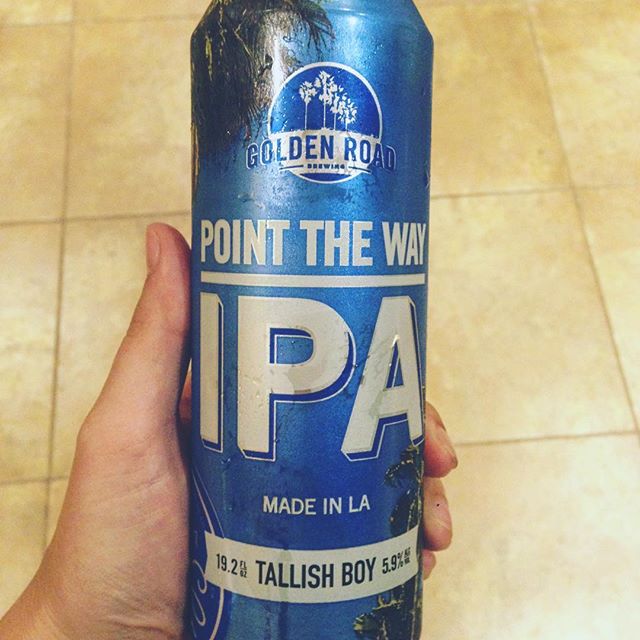 GOLDEN ROAD
BREWING
POINT THE WAY
IPA
MADE IN LA
19.2 FL OZ TALLISH BOY 5.9% ALC VOL